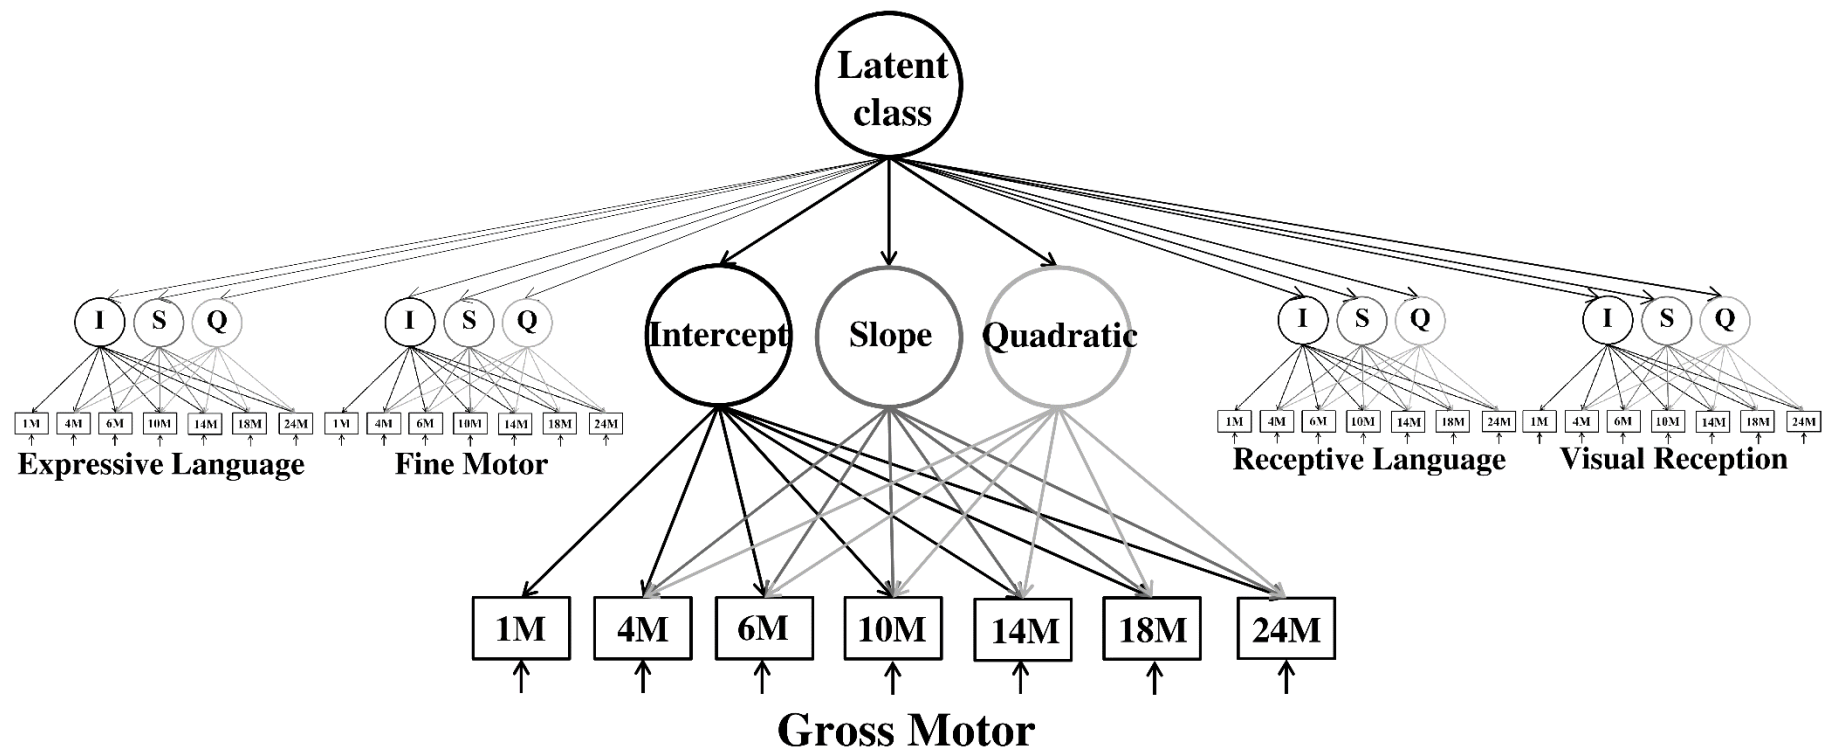 Latent
class
I S Q
I S Q
Intercept Slope Quadratic
I S Q
I S Q
1M 4M 6M 10M 14M 18M 24M
Expressive Language
1M 4M 6M 10M 14M 18M 24M
Fine Motor
1M 4M 6M 10M 14M 18M 24M
Receptive Language
1M 4M 6M 10M 14M 18M 24M
Visual Reception
1M 4M 6M 10M 14M 18M 24M
Gross Motor